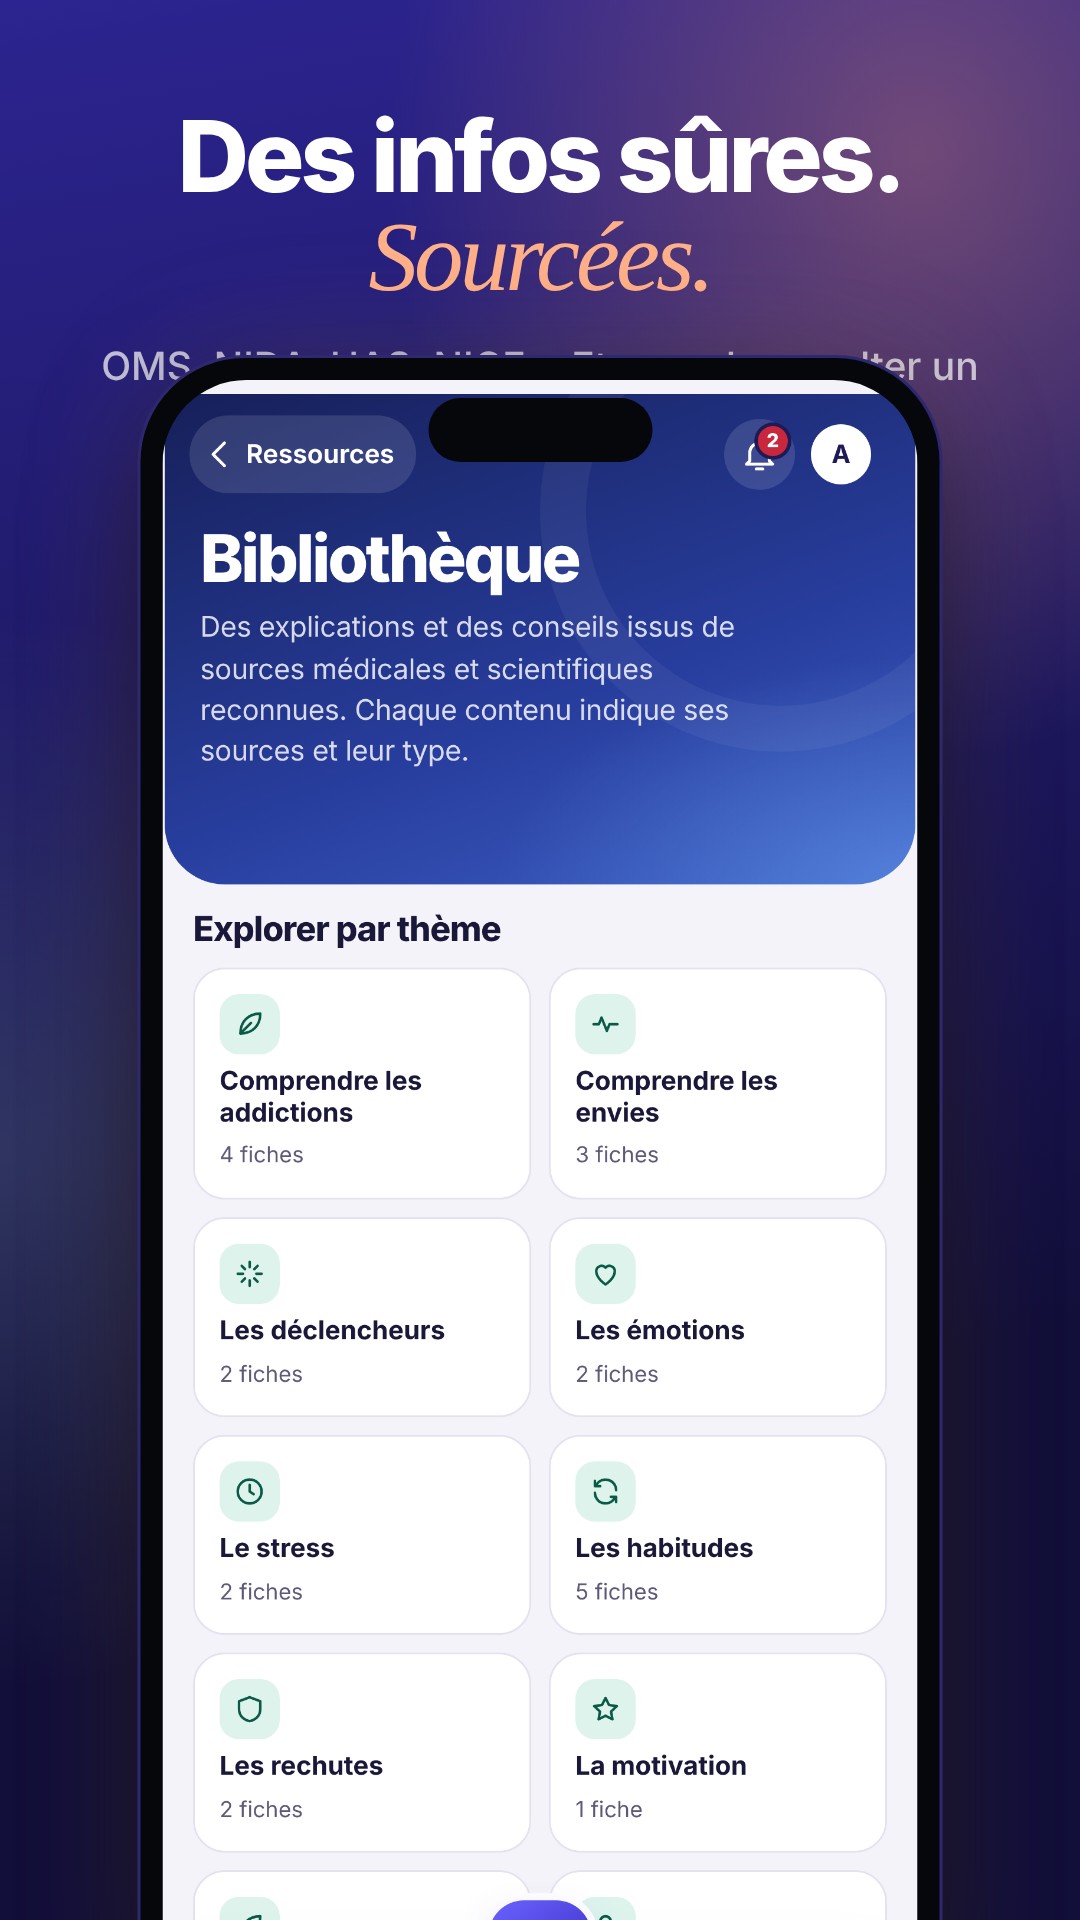 Des infos sûres.
Sourcées.
OMS un
Ressources
2
A
Bibliothèque
Des explications et des conseils issus de
sources médicales et scientifiques
reconnues. Chaque contenu indique ses
sources et leur type.
Explorer par thème
Comprendre les
addictions
4 fiches
Comprendre les
envies
3 fiches
Les déclencheurs
2 fiches
Les émotions
2 fiches
Le stress
2 fiches
Les habitudes
5 fiches
Les rechutes
2 fiches
La motivation
1 fiche